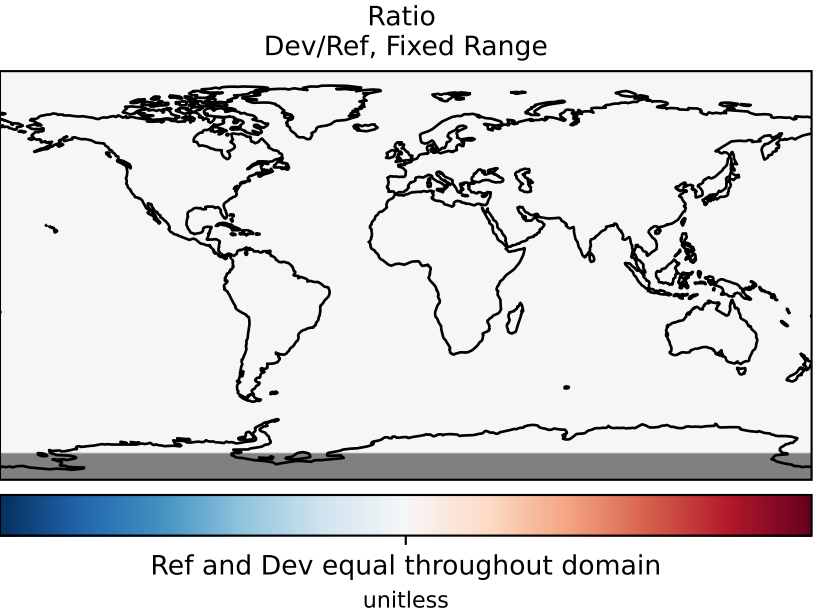 Ratio
Dev/Ref, Fixed Range
Ref and Dev equal throughout domain
unitless